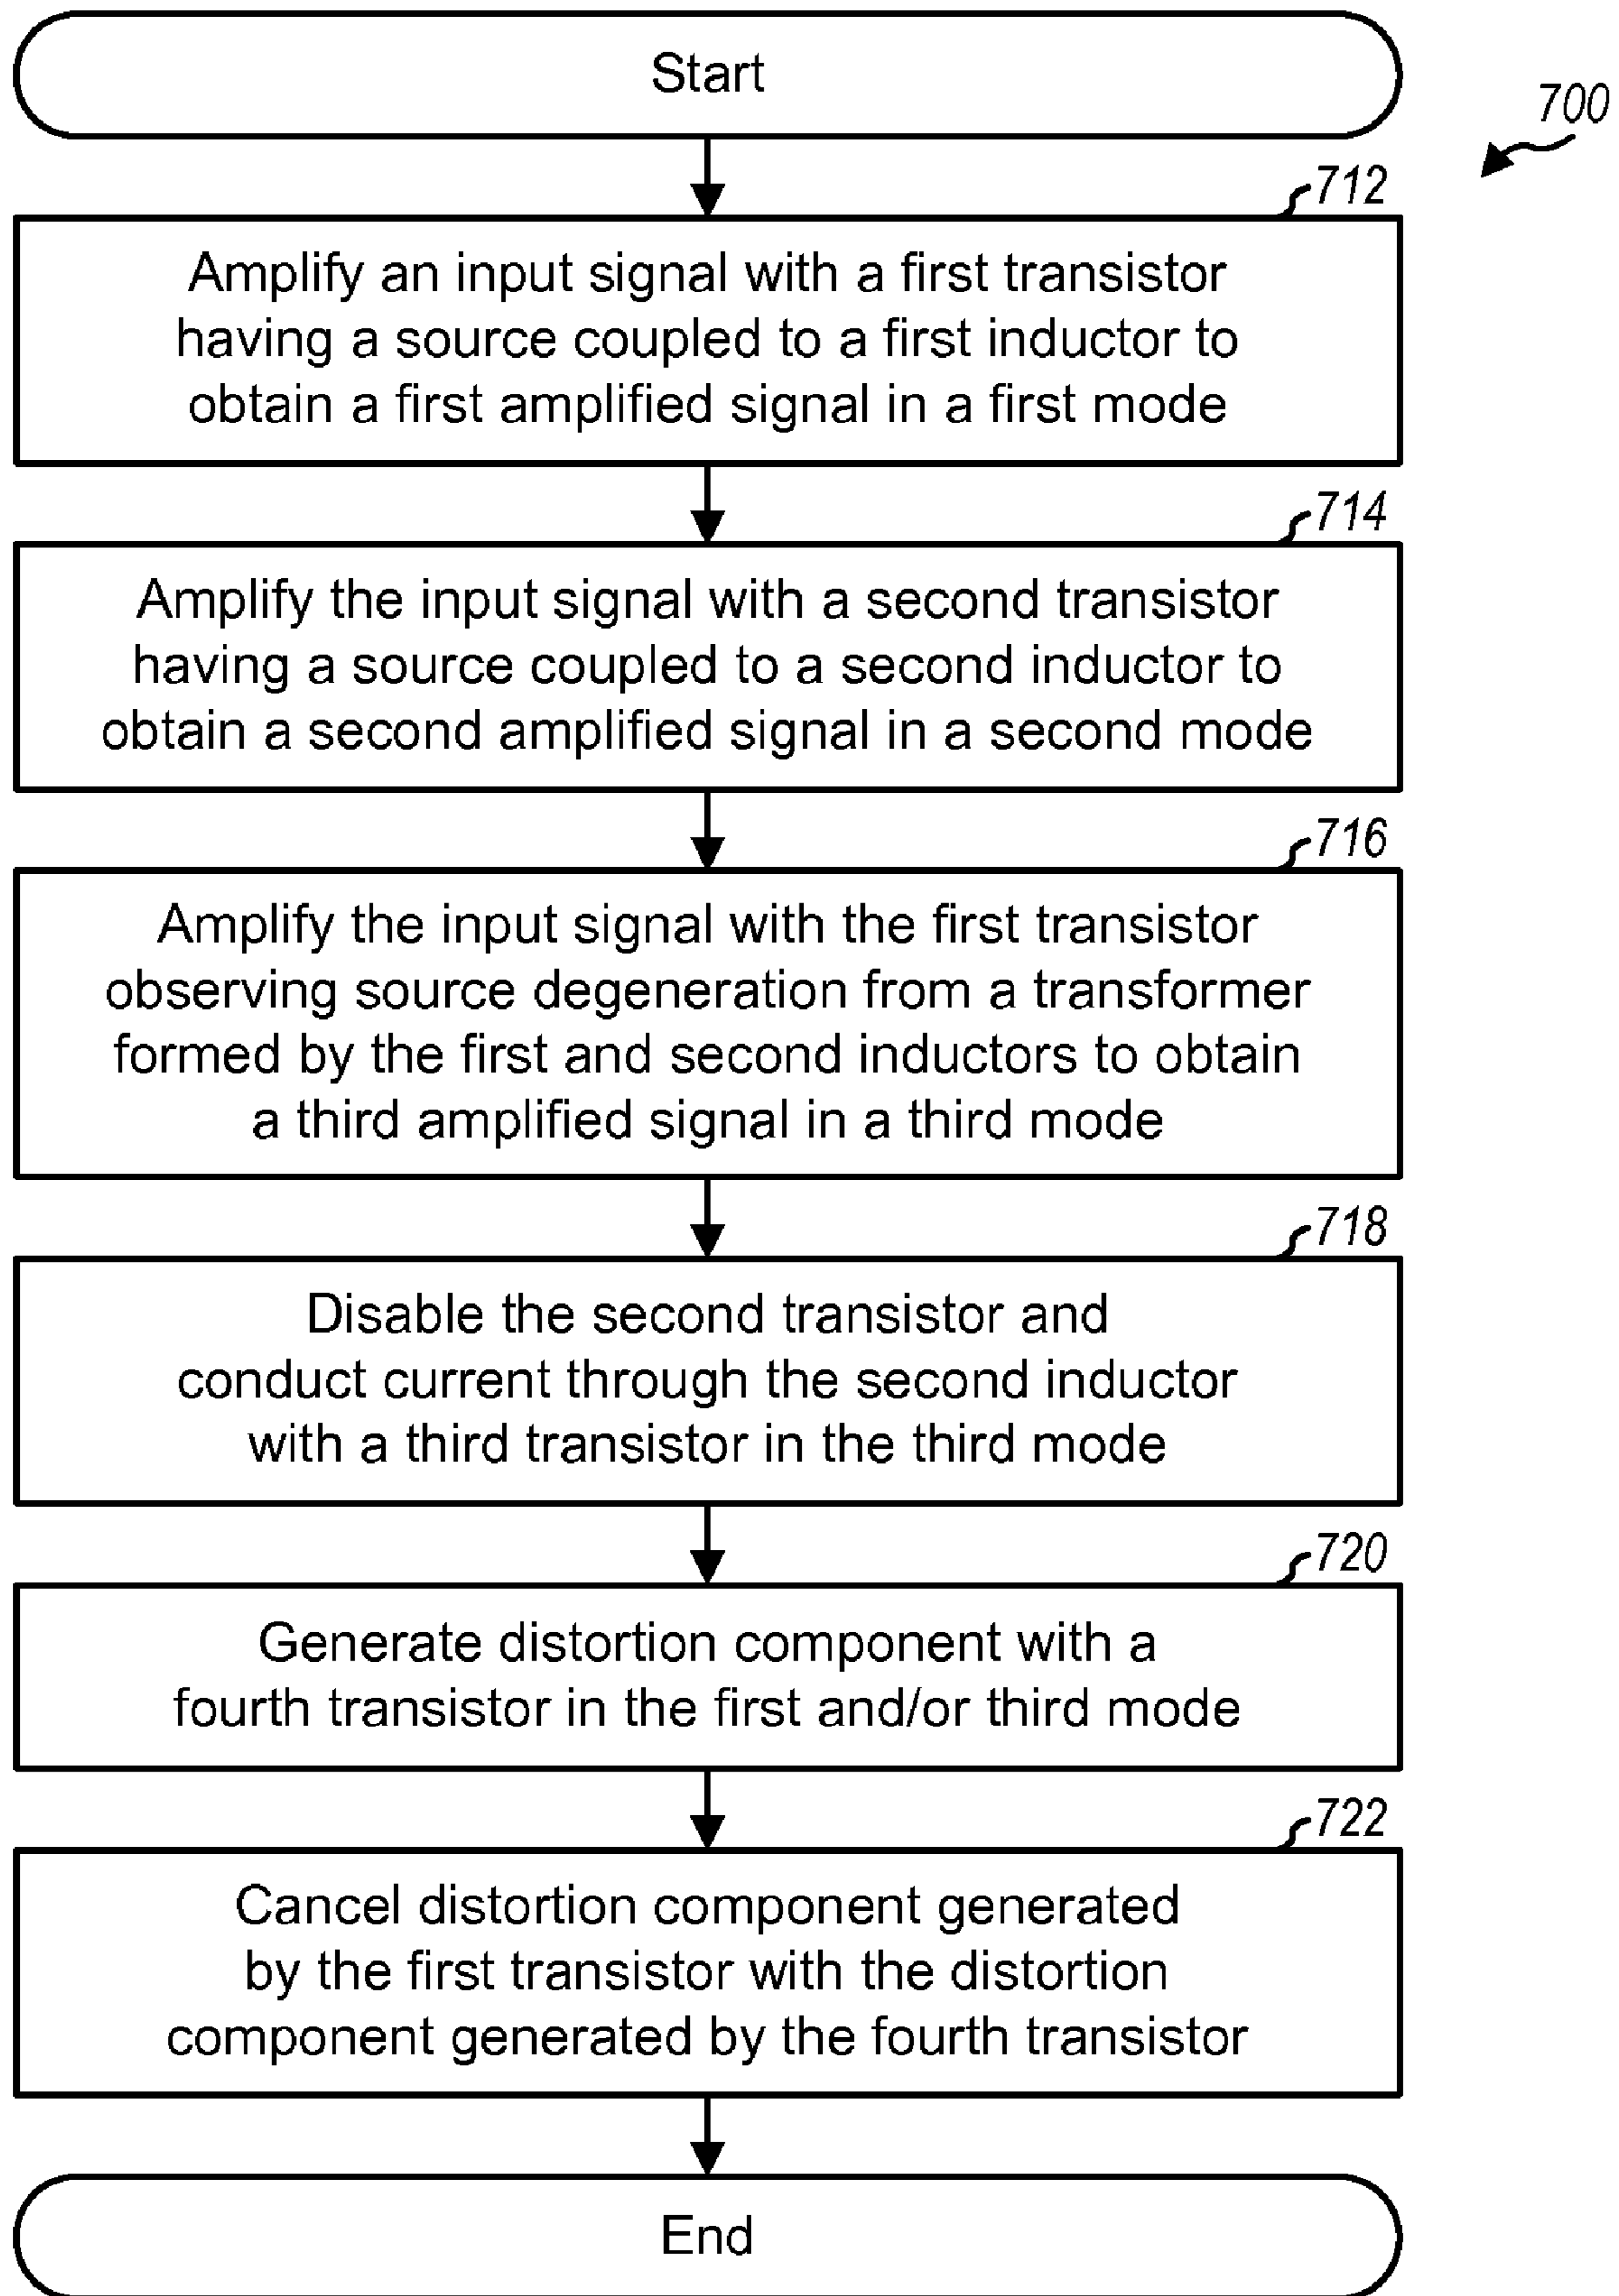 Start
700
712
Amplify an input signal with a first transistor
having a source coupled to a first inductor to
obtain a first amplified signal in a first mode
714
Amplify the input signal with a second transistor
having a source coupled to a second inductor to
obtain a second amplified signal in a second mode
716
Amplify the input signal with the first transistor
observing source degeneration from a transformer
formed by the first and second inductors to obtain
a third amplified signal in a third mode
718
Disable the second transistor and
conduct current through the second inductor
with a third transistor in the third mode
720
Generate distortion component with a
fourth transistor in the first and/or third mode
722
Cancel distortion component generated
by the first transistor with the distortion
component generated by the fourth transistor
End